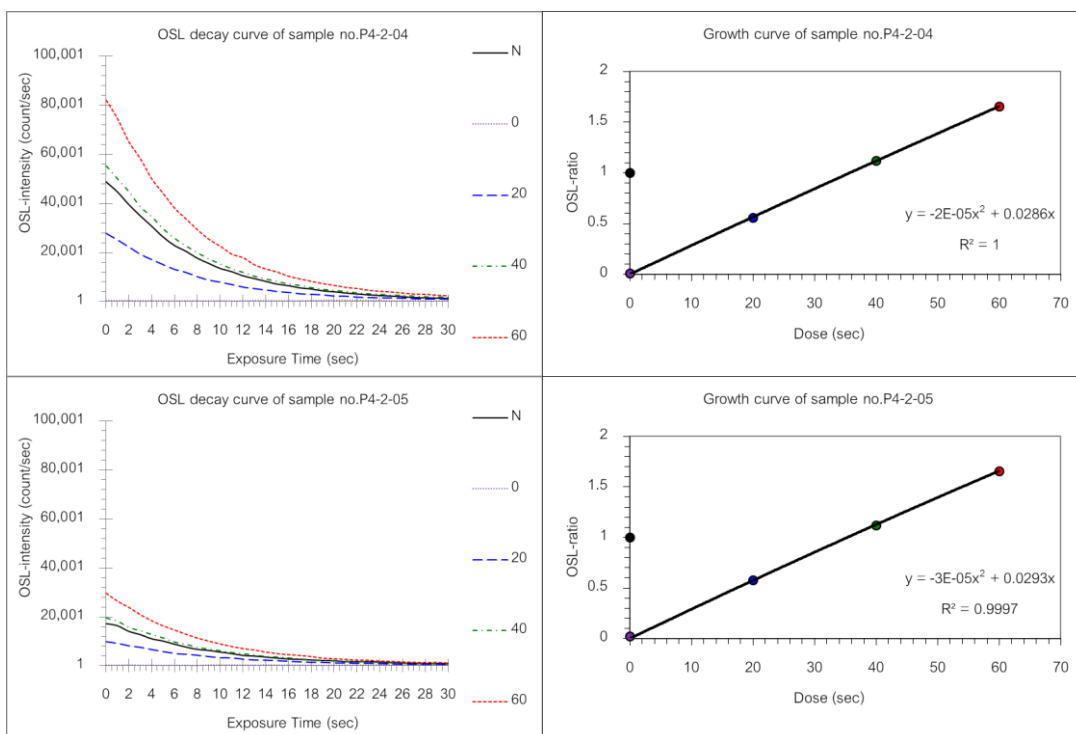 OSL decay curve of sample no.P4-2-04
OSL-intensity (count/sec)
100,001
80,001
60,001
40,001
20,001
1
0 2 4 6 8 10 12 14 16 18 20 22 24 26 28 30
Exposure Time (sec)
N
0
20
40
60
Growth curve of sample no.P4-2-04
OSL-ratio
2
1.5
1
0.5
0
0 10 20 30 40 50 60 70
Dose (sec)
y = -2E-05x² + 0.0286x
R² = 1
OSL decay curve of sample no.P4-2-05
OSL-intensity (count/sec)
100,001
80,001
60,001
40,001
20,001
1
0 2 4 6 8 10 12 14 16 18 20 22 24 26 28 30
Exposure Time (sec)
N
0
20
40
60
Growth curve of sample no.P4-2-05
OSL-ratio
2
1.5
1
0.5
0
0 10 20 30 40 50 60 70
Dose (sec)
y = -3E-05x² + 0.0293x
R² = 0.9997